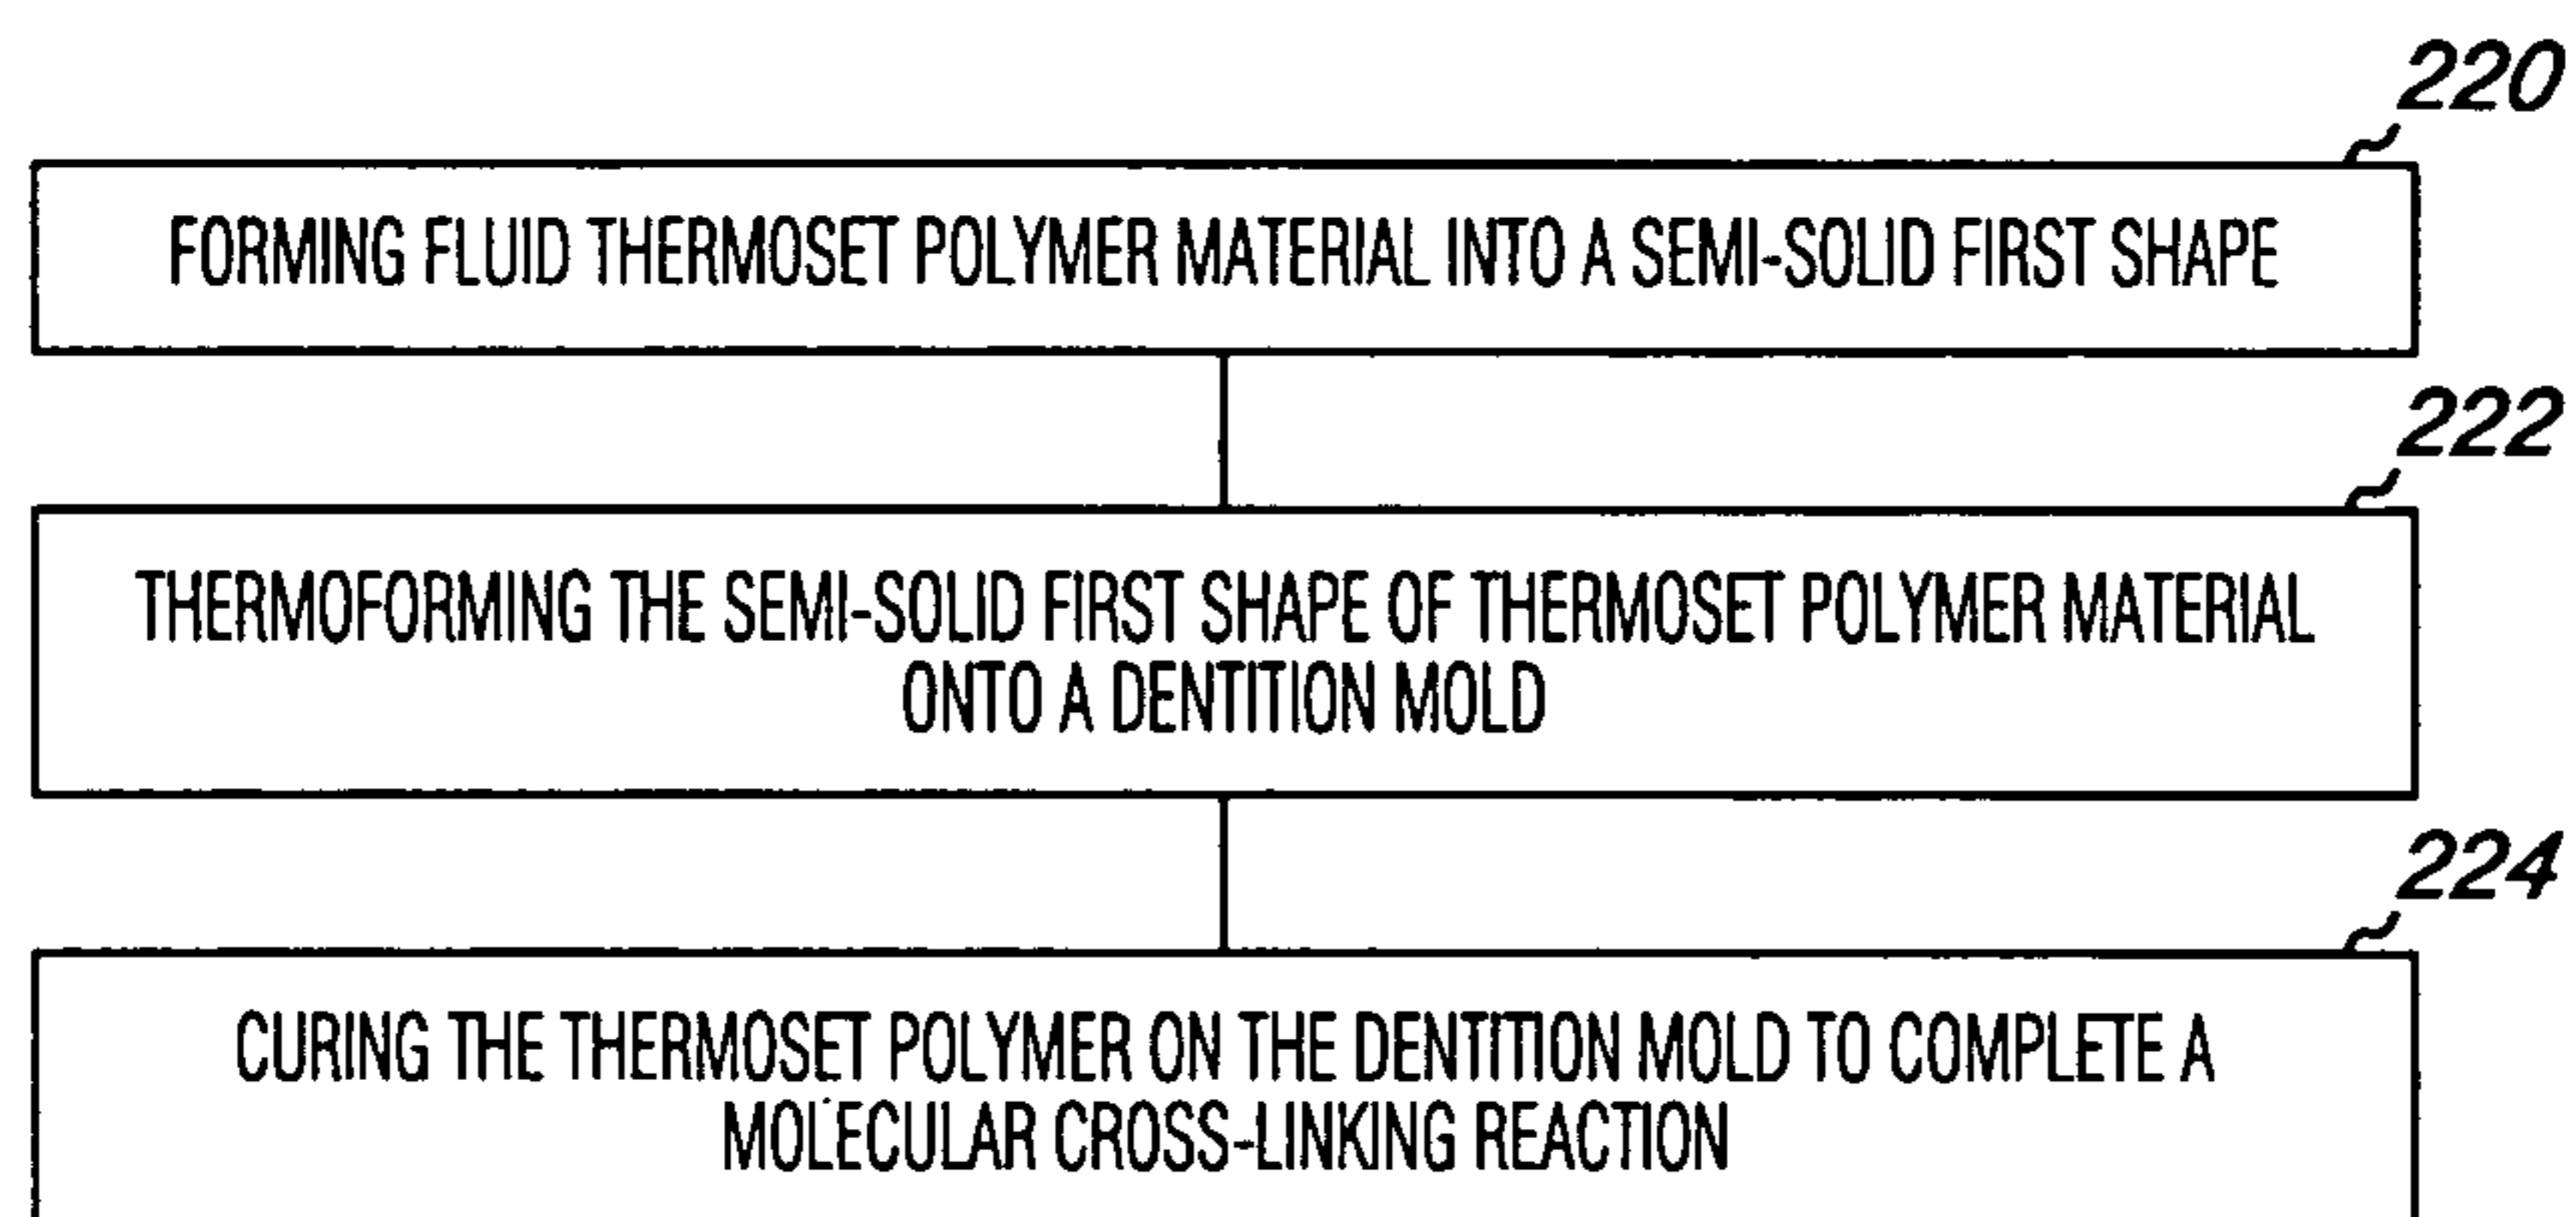 220
FORMING FLUID THERMOSET POLYMER MATERIAL INTO A SEMI-SOLID FIRST SHAPE
222
THERMOFORMING THE SEMI-SOLID FIRST SHAPE OF THERMOSET POLYMER MATERIAL
ONTO A DENTITION MOLD
224
CURING THE THERMOSET POLYMER ON THE DENTITION MOLD TO COMPLETE A
MOLECULAR CROSS-LINKING REACTION